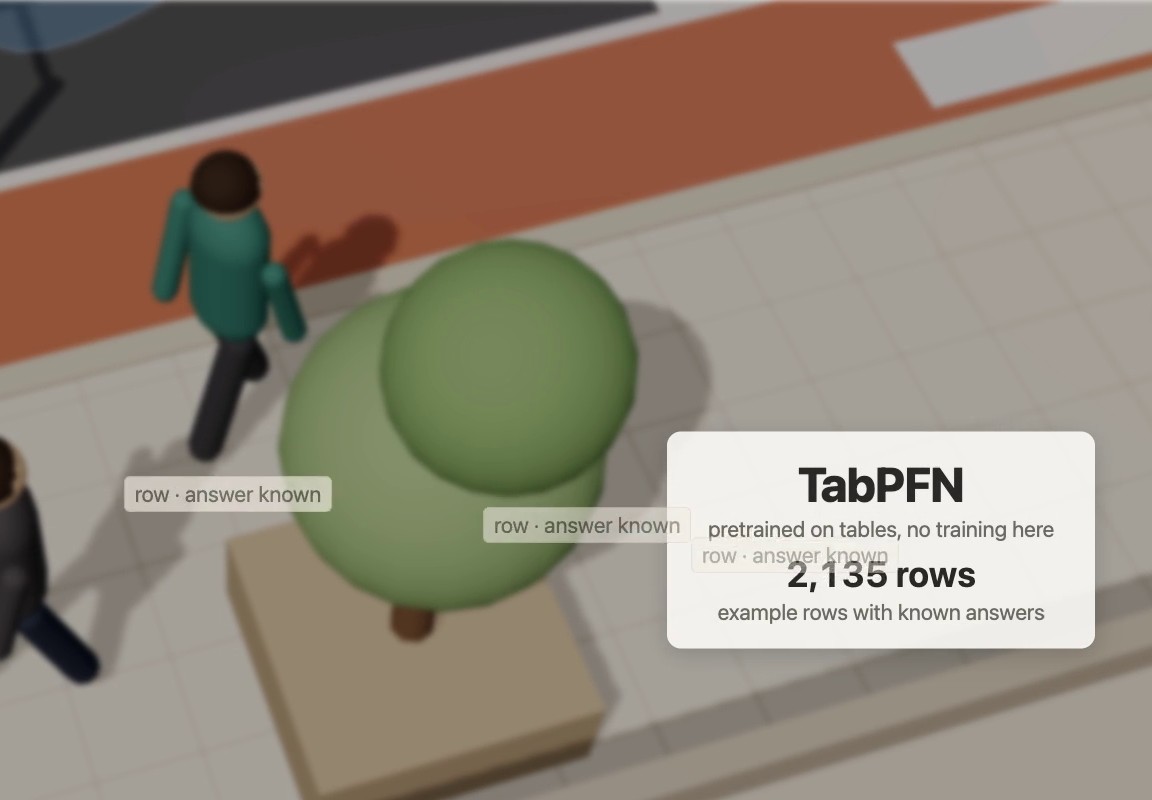 row · answer known
row · answer known
TabPFN
pretrained on tables, no training here
row · answer known
2,135 rows
example rows with known answers